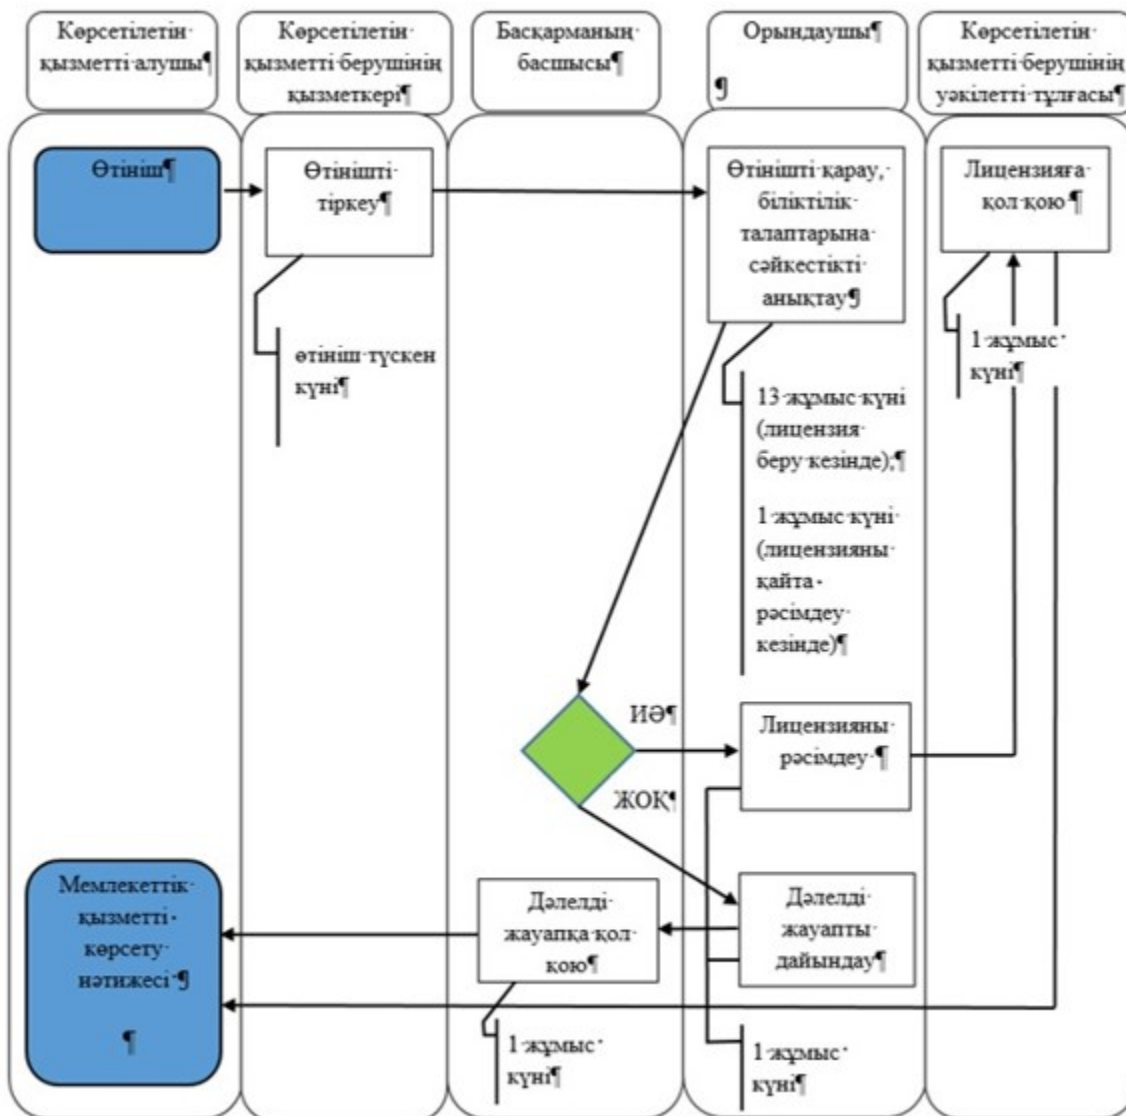 Көрсетілетін·
қызметті·алушы¶
Көрсетілетін·
қызметті·берушінің
қызметкері¶
Басқарманың·
басшысы¶
Орындаушы¶
¶
Көрсетілетін·
қызметті·берушінің·
уәкілетті·тұлғасы¶
Өтініш¶
Өтінішті·
тіркеу¶
Өтінішті·қарау,·
біліктілік·
талаптарына·
сәйкестікті·
анықтау¶
Лицензияға·
қол·қою·¶
өтініш·түскен
күні¶
1·жұмыс·
күні¶
13·жұмыс·күні
(лицензия·
беру·кезінде);¶
1·жұмыс·күні·
(лицензияны·
қайта·
рәсімдеу·
кезінде)¶
ИӘ¶
Лицензияны·
рәсімдеу·¶
ЖОҚ¶
Мемлекеттік·
қызметті·
көрсету·
нәтижесі·¶
¶
Дәлелді·
жауапқа·қол·
қою¶
Дәлелді·
жауапты·
дайындау¶
1·жұмыс·
күні¶
1·жұмыс·
күні¶